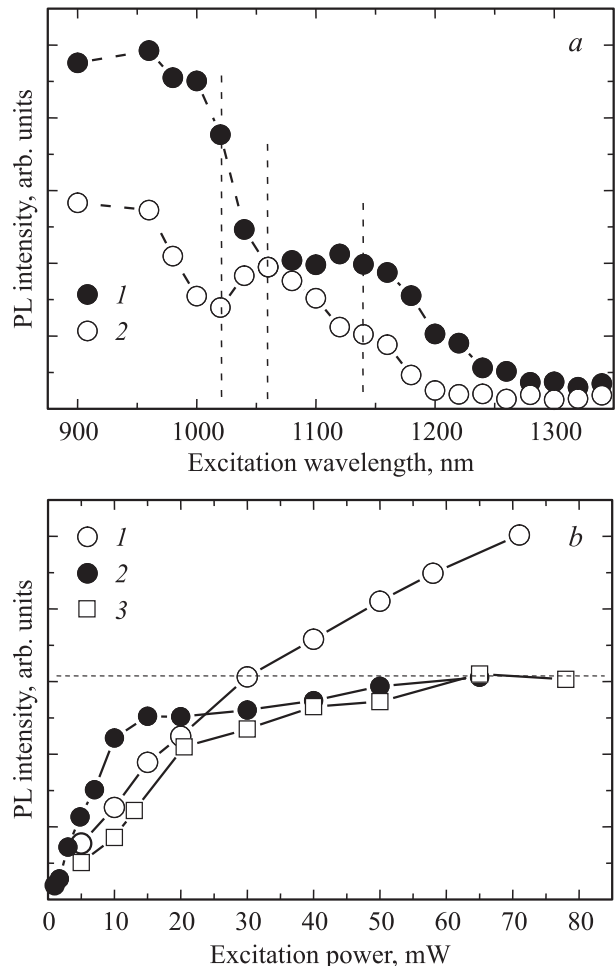 a
PL intensity, arb. units
1
2
900 1000 1100 1200 1300
Excitation wavelength, nm
b
1
2
3
PL intensity, arb. units
0 10 20 30 40 50 60 70 80
Excitation power, mW